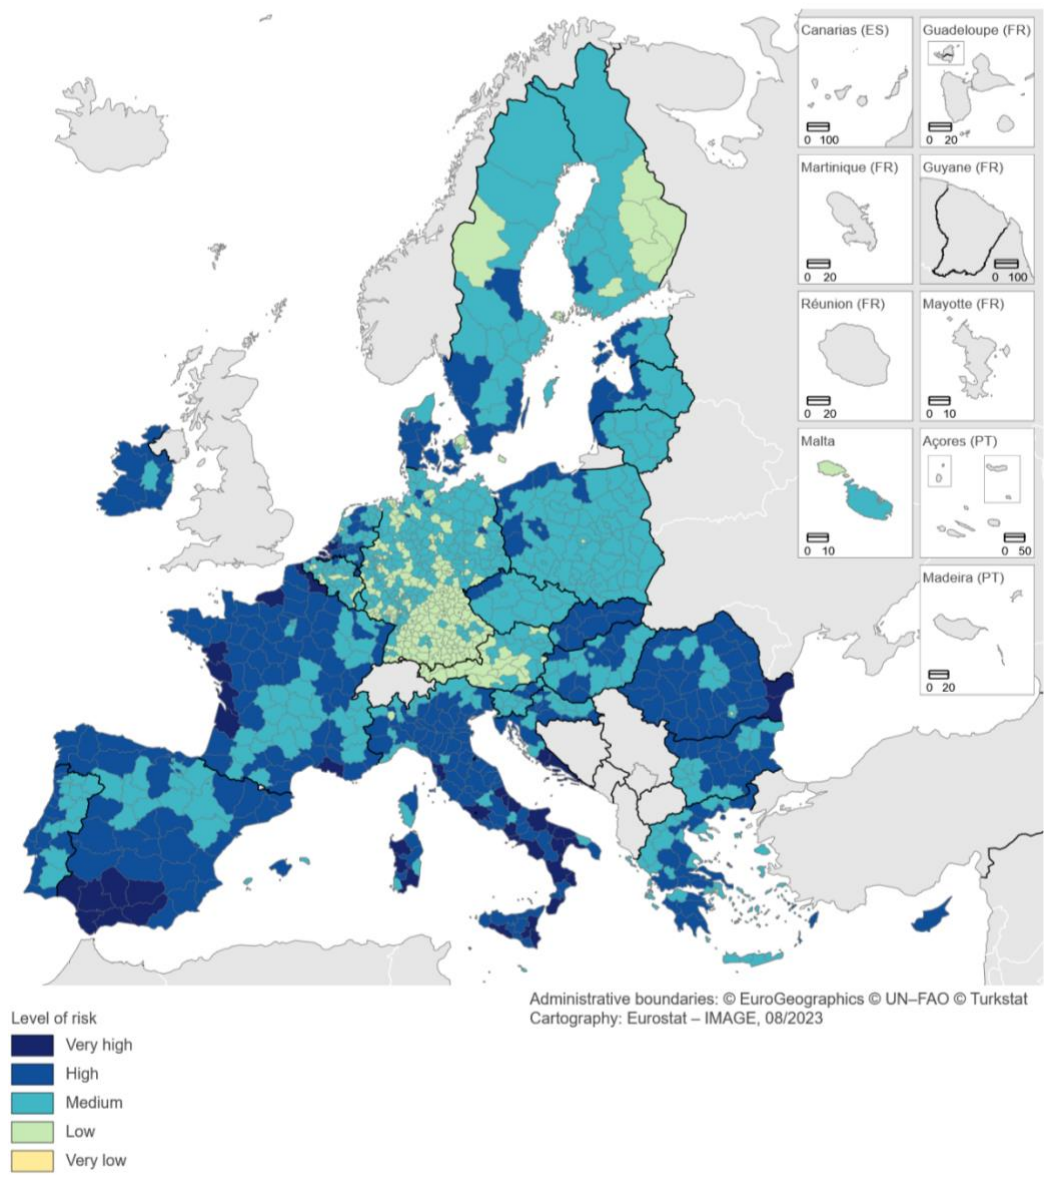 Canarias (ES)
0 100
Guadeloupe (FR)
0 20
Martinique (FR)
0 20
Guyane (FR)
0 100
Réunion (FR)
0 20
Mayotte (FR)
0 10
Malta
0 10
Açores (PT)
0 50
Madeira (PT)
0 20
Administrative boundaries: © EuroGeographics © UN–FAO © Turkstat
Cartography: Eurostat – IMAGE, 08/2023
Level of risk
Very high
High
Medium
Low
Very low